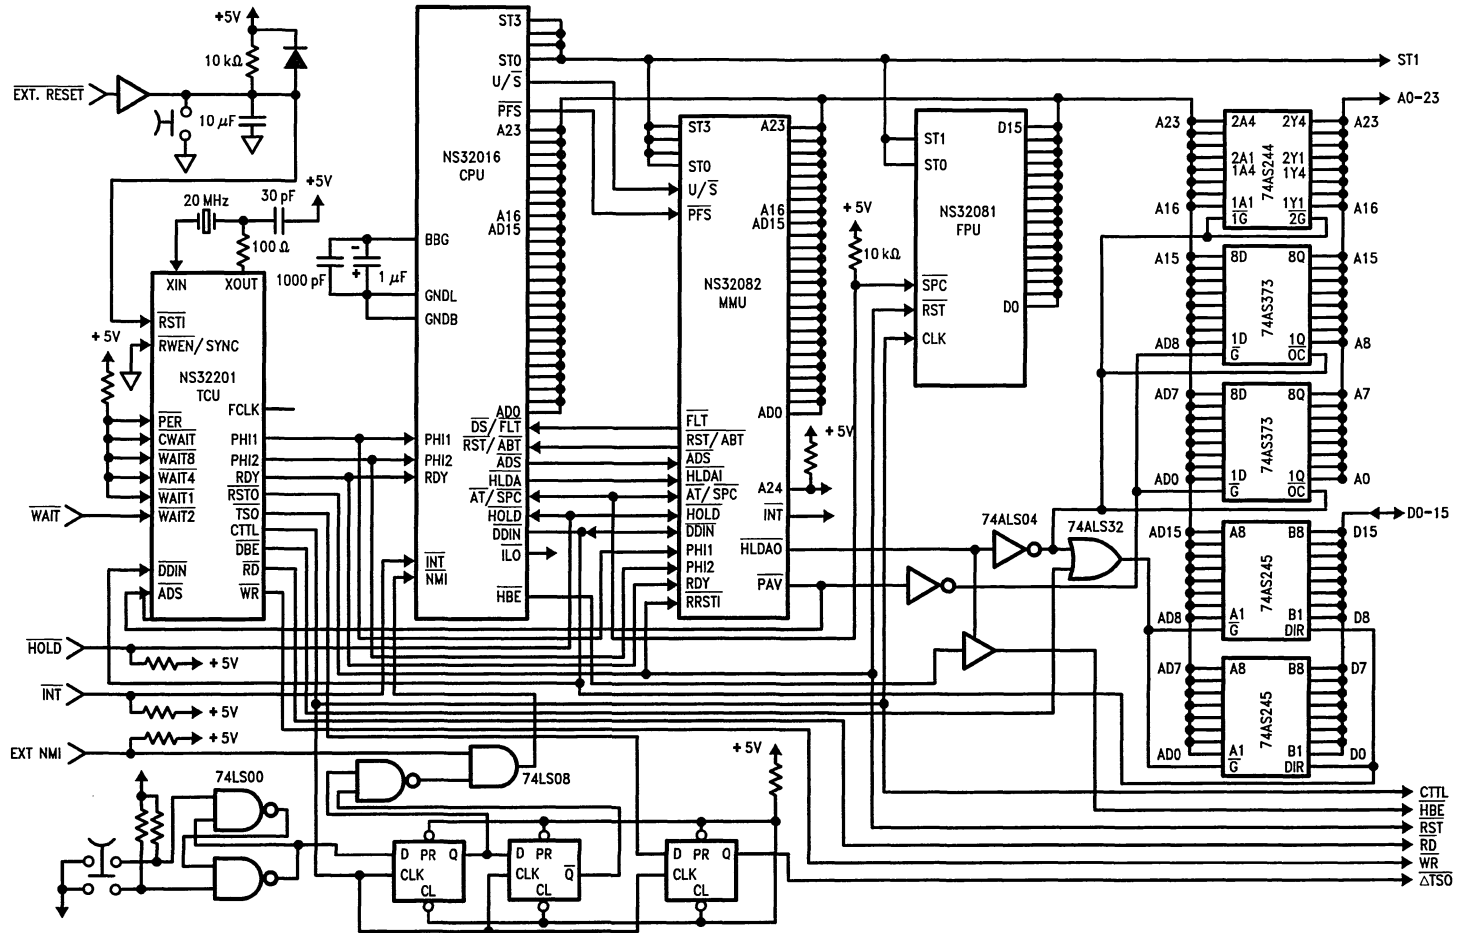 +5V
10 kΩ
EXT. RESET
10 μF
20 MHz
30 pF
+5V
100 Ω
XIN
XOUT
RSTI
RWEN/SYNC
+5V
NS32201
TCU
FCLK
PER
CWAIT
WAIT8
WAIT4
WAIT1
WAIT2
WAIT
PHI1
PHI2
RDY
RSTO
TSO
CTTL
DBE
RD
WR
DDIN
ADS
HOLD
+5V
INT
+5V
EXT NMI
+5V
1000 pF
−
+
1 μF
NS32016
CPU
BBG
GNDL
GNDB
PHI1
PHI2
RDY
INT
NMI
ST3
ST0
U/S
PFS
A23
A16
AD15
AD0
DS/FLT
RST/ABT
ADS
HLDA
AT/SPC
HOLD
DDIN
ILO
HBE
NS32082
MMU
ST3
ST0
U/S
PFS
FLT
RST/ABT
ADS
HLDAI
AT/SPC
HOLD
DDIN
PHI1
PHI2
RDY
RRSTI
A23
A16
AD15
AD0
+5V
A24
INT
HLDAO
PAV
+5V
10 kΩ
NS32081
FPU
ST1
ST0
SPC
RST
CLK
D15
D0
74ALS04
74ALS32
ST1
A0-23
A23
A16
2A4
2A1
1A4
1A1
1G
74AS244
2Y4
2Y1
1Y4
1Y1
2G
A23
A16
A15
AD8
8D
1D
G
74AS373
8Q
1Q
OC
A15
A8
AD7
AD0
8D
1D
G
74AS373
8Q
1Q
OC
A7
A0
D0-15
AD15
AD8
A8
A1
G
74AS245
B8
B1
DIR
D15
D8
AD7
AD0
A8
A1
G
74AS245
B8
B1
DIR
D7
D0
74LS00
74LS08
+5V
D PR Q
CLK
CL
D PR
CLK Q
CL
D PR Q
CLK
CL
CTTL
HBE
RST
RD
WR
ΔTSO